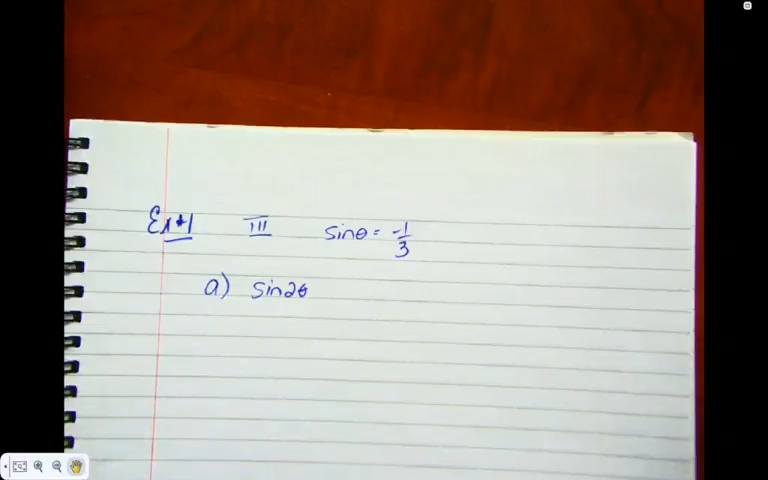 Ex#1 III sinθ = -1/3
a) sin2θ